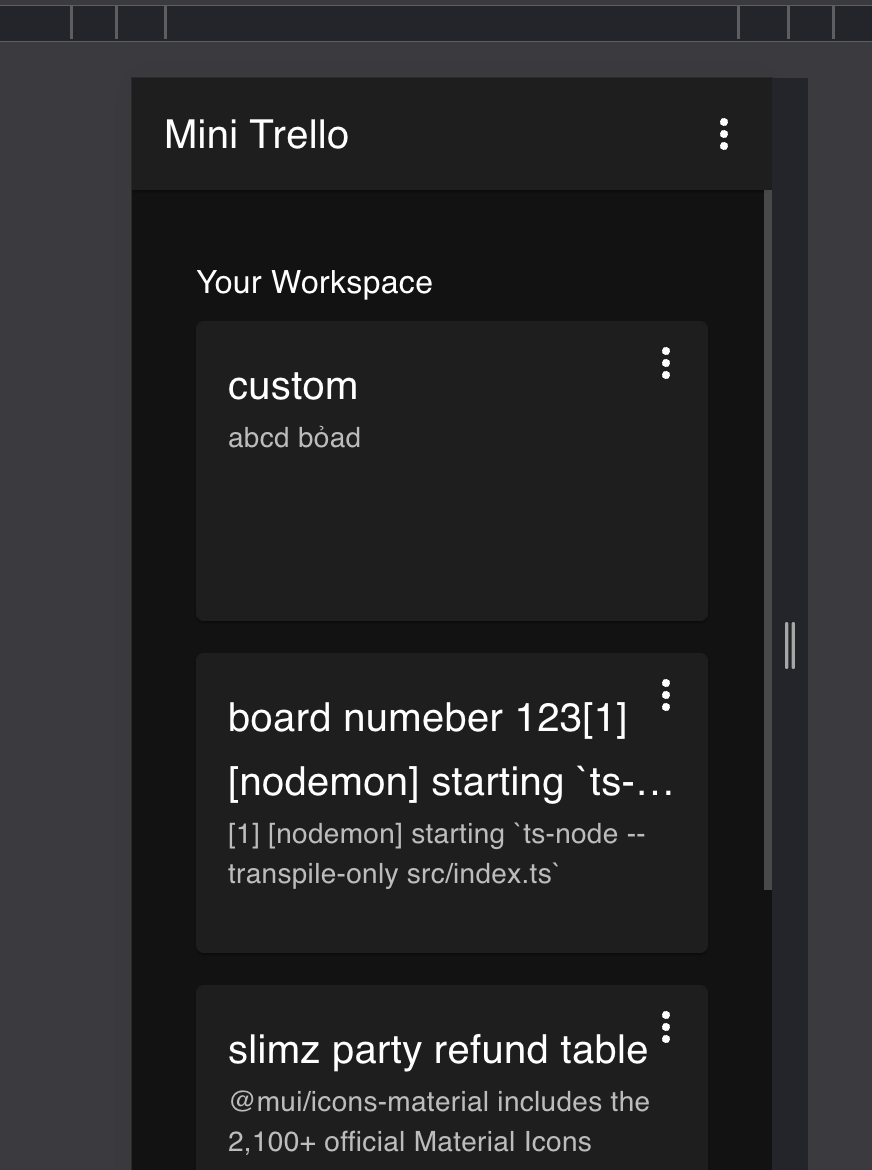 Mini Trello
Your Workspace
custom
abcd bỏad
board numeber 123[1]
[nodemon] starting `ts-…
[1] [nodemon] starting `ts-node --
transpile-only src/index.ts`
slimz party refund table
@mui/icons-material includes the
2,100+ official Material Icons